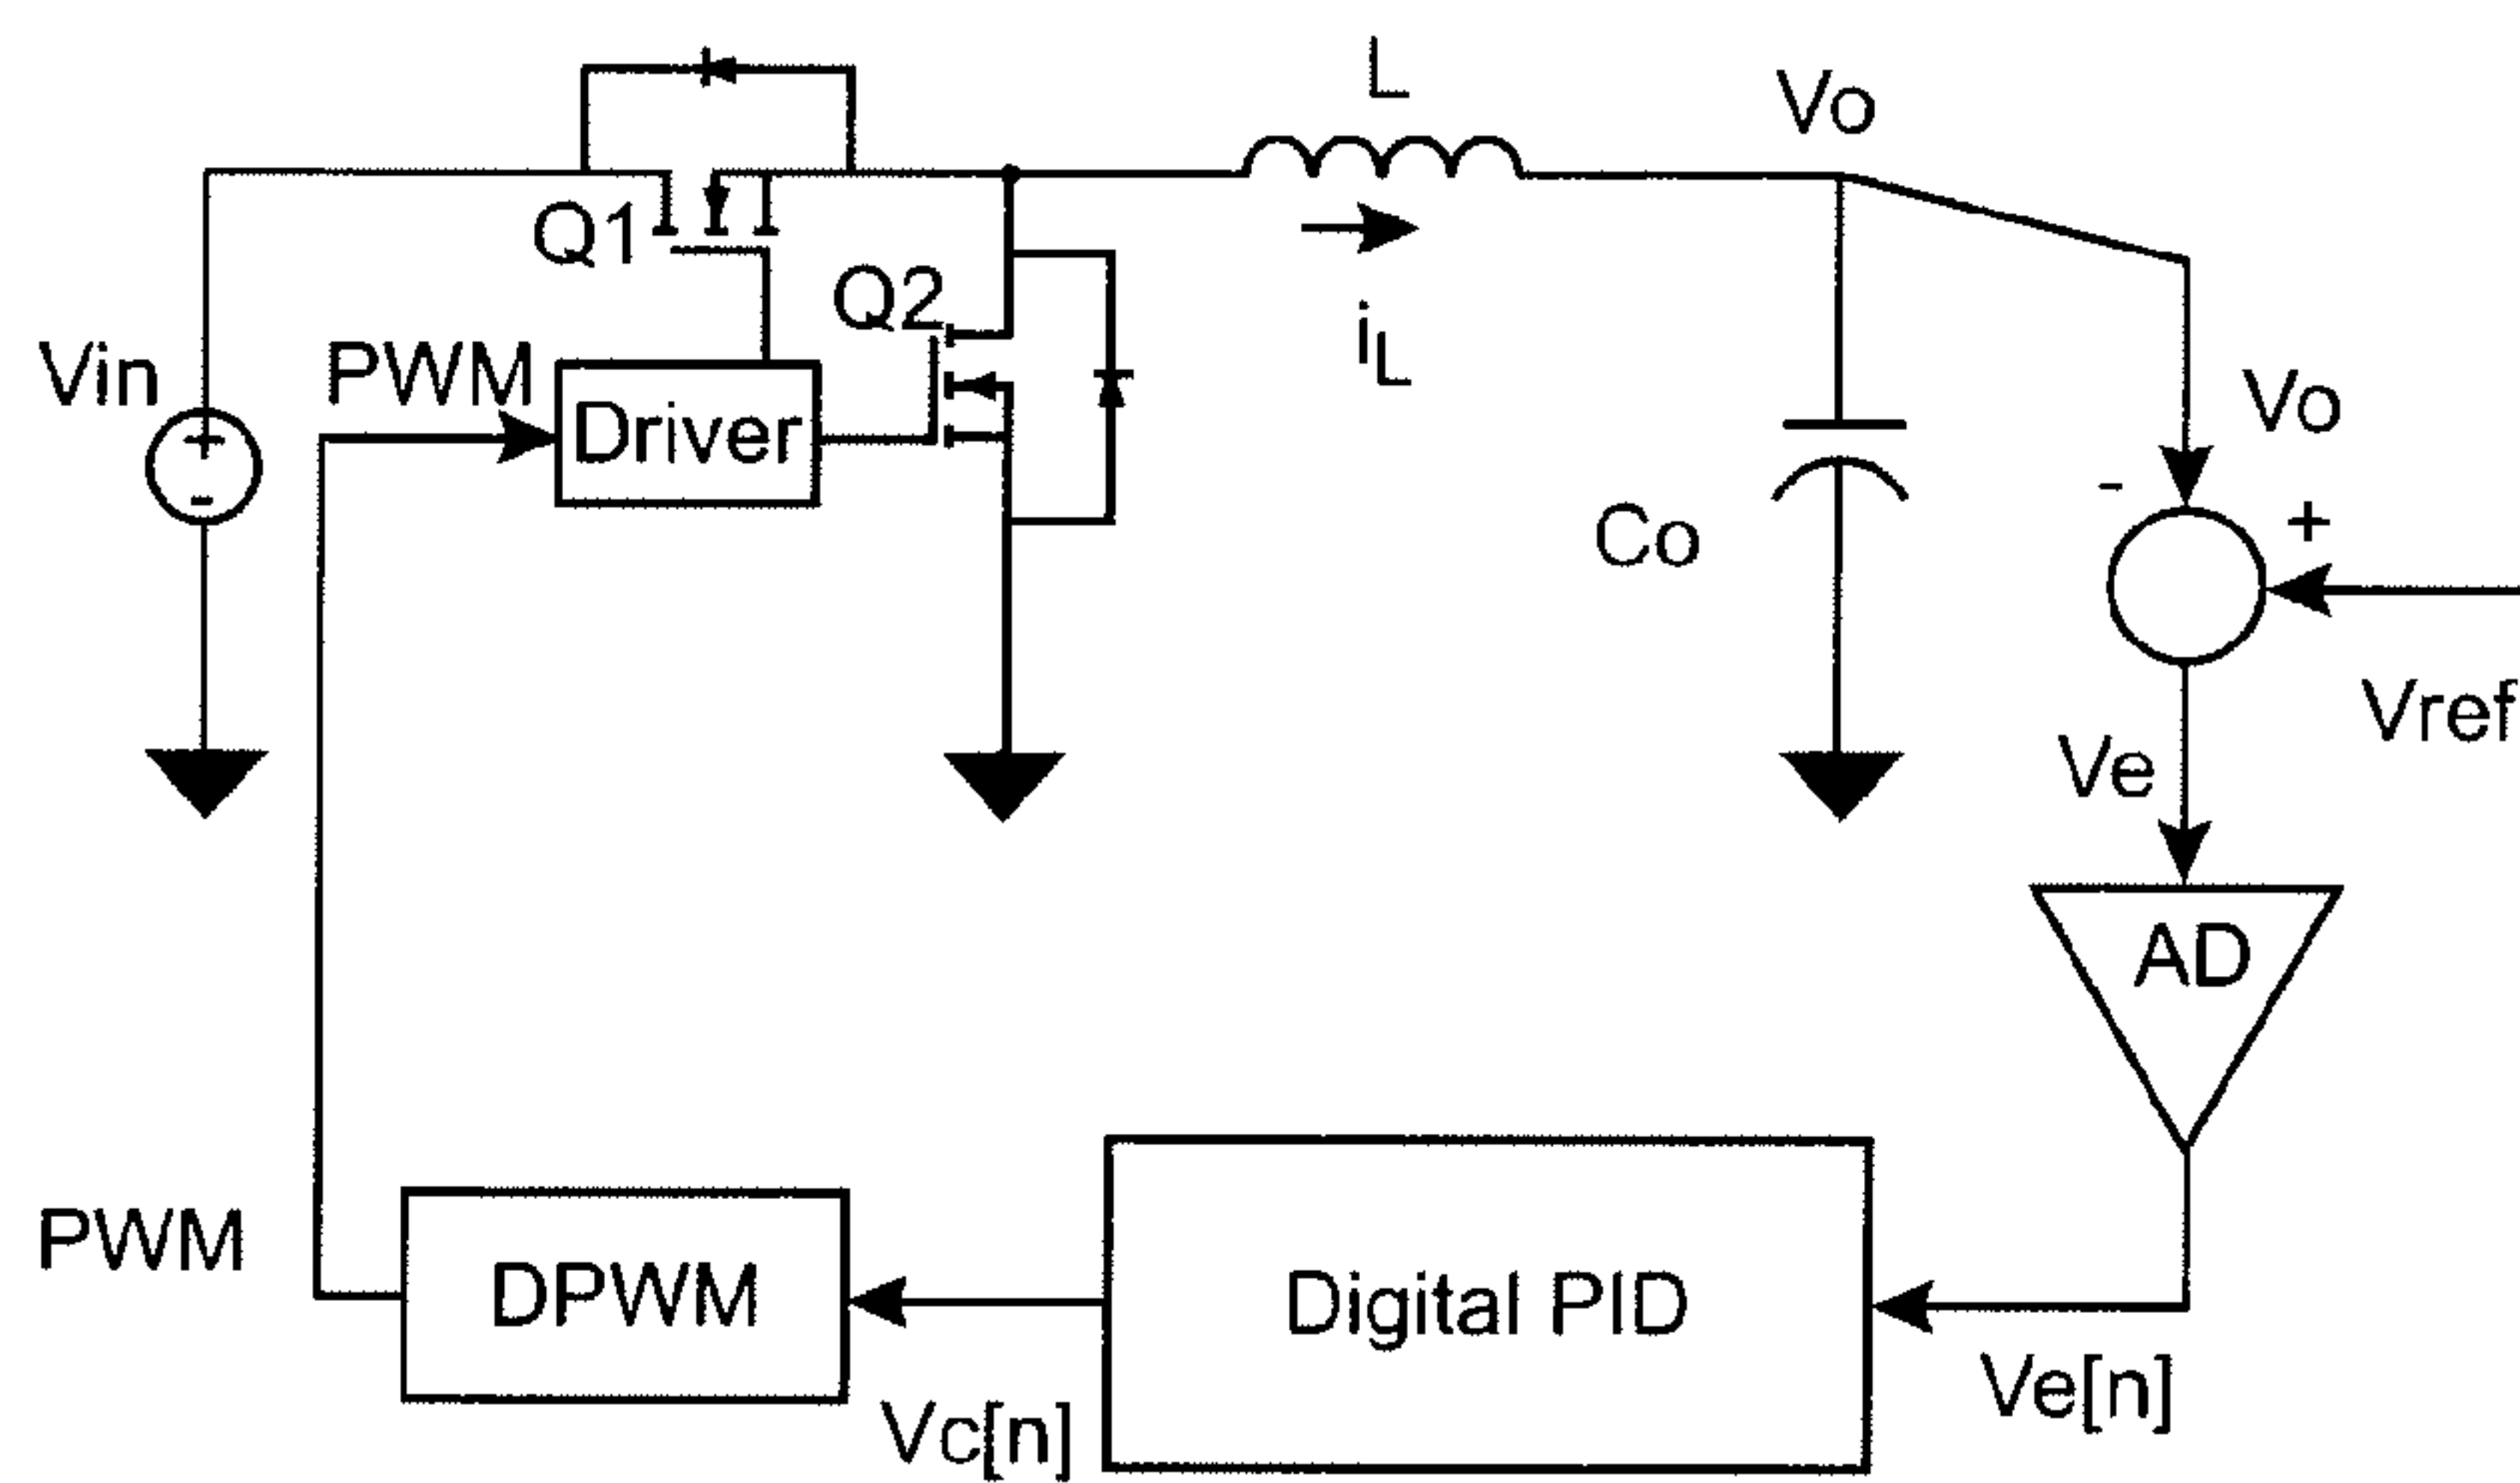 L
Vo
Q1
Q2
Vin
+
-
PWM
Driver
iL
Vo
-
+
Co
Vref
Ve
AD
PWM
DPWM
Digital PID
Vc[n]
Ve[n]